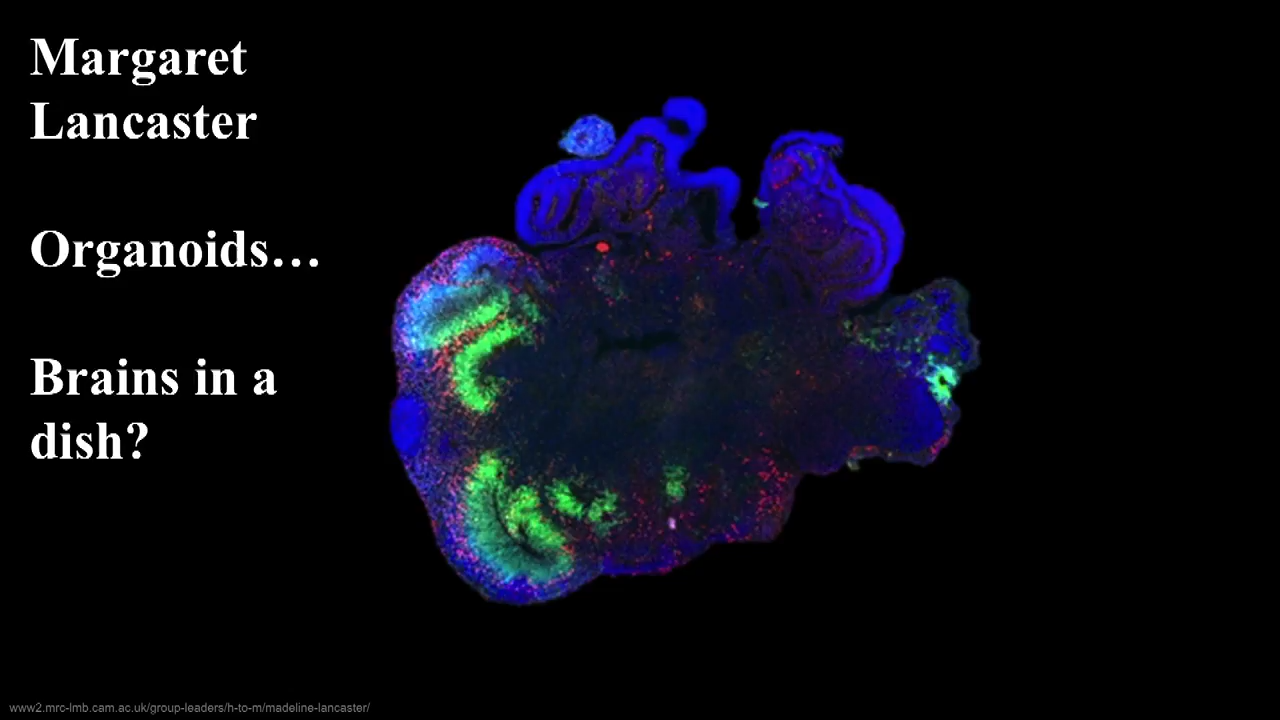 Margaret
Lancaster
Organoids…
Brains in a
dish?
www2.mrc-lmb.cam.ac.uk/group-leaders/h-to-m/madeline-lancaster/